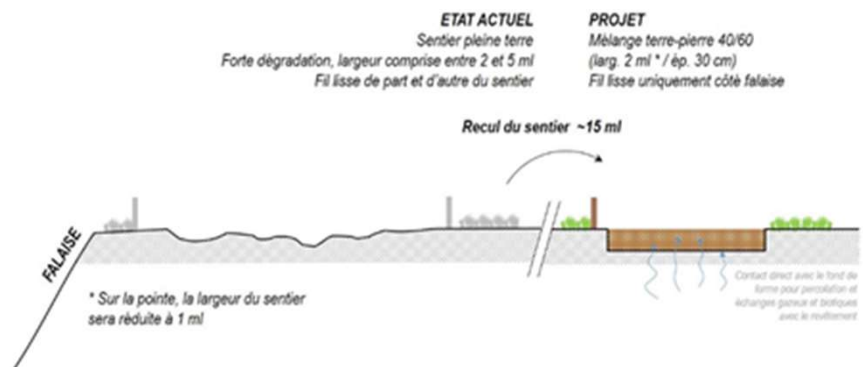 ETAT ACTUEL
Sentier pleine terre
Forte dégradation, largeur comprise entre 2 et 5 ml
Fil lisse de part et d'autre du sentier
PROJET
Mélange terre-pierre 40/60
(larg. 2 ml * / ép. 30 cm)
Fil lisse uniquement côté falaise
Recul du sentier ~15 ml
FALAISE
* Sur la pointe, la largeur du sentier
sera réduite à 1 ml
Contact direct avec le fond de
forme pour percolation et
échanges gazeux et biotiques
avec le revêtement